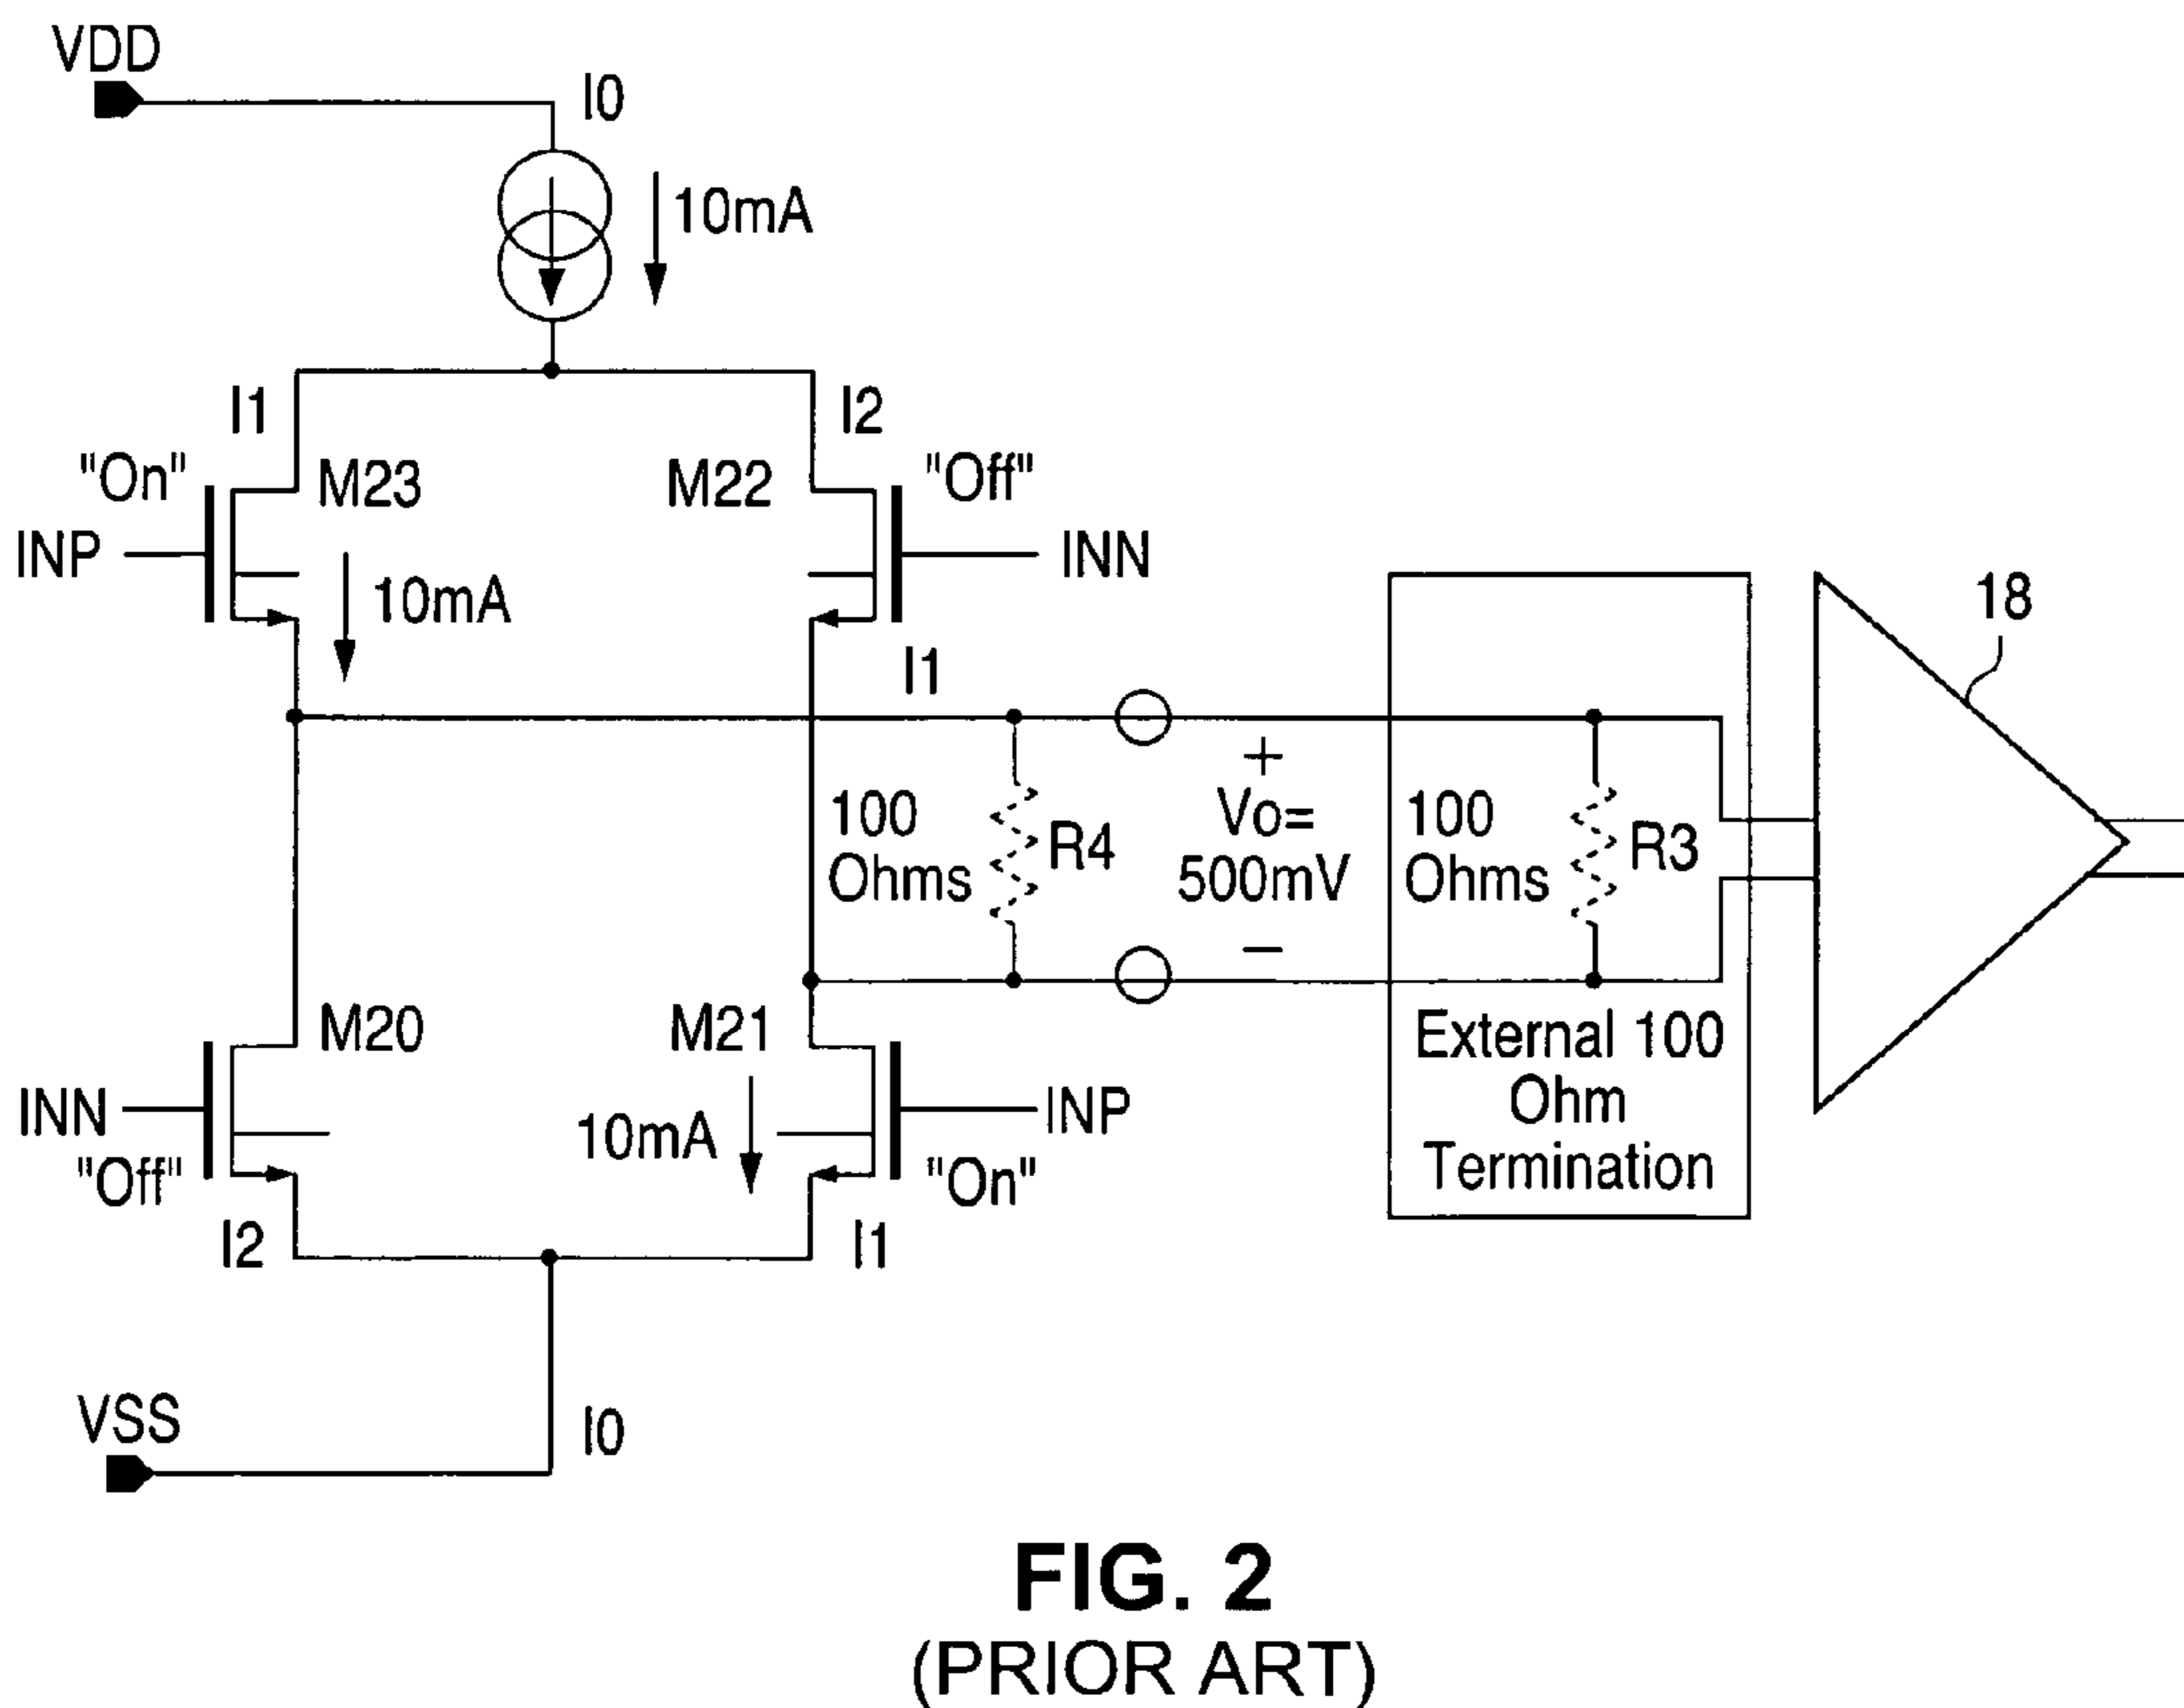 VDD
I0
10mA
I1
I2
"On"
M23
M22
"Off"
INP
INN
10mA
I1
18
100
Ohms
R4
+
Vo=
500mV
−
100
Ohms
R3
M20
M21
External 100
Ohm
Termination
INN
10mA
INP
"Off"
"On"
I2
I1
VSS
I0
FIG. 2
(PRIOR ART)